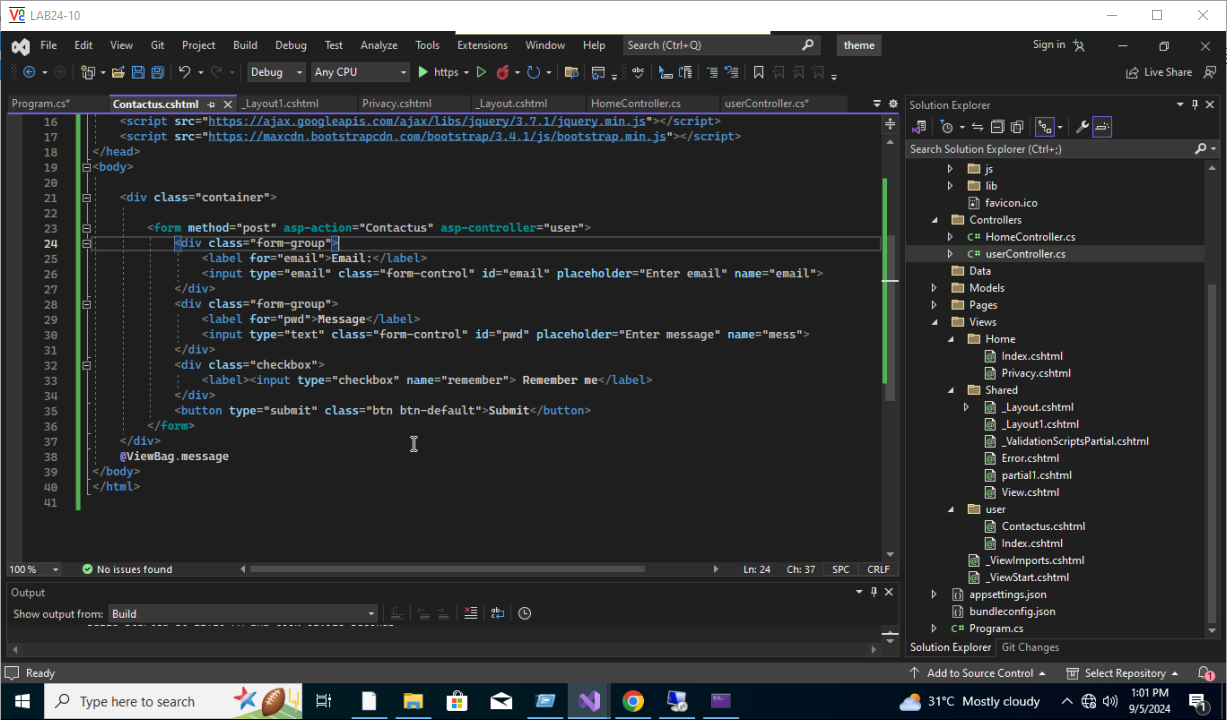 LAB24-10
File Edit View Git Project Build Debug Test Analyze Tools Extensions Window Help Search (Ctrl+Q) theme Sign in
Debug Any CPU https Live Share
Program.cs* Contactus.cshtml _Layout1.cshtml Privacy.cshtml _Layout.cshtml HomeController.cs userController.cs*
16 <script src="https://ajax.googleapis.com/ajax/libs/jquery/3.7.1/jquery.min.js"></script>
17 <script src="https://maxcdn.bootstrapcdn.com/bootstrap/3.4.1/js/bootstrap.min.js"></script>
18 </head>
19 <body>
20
21 <div class="container">
22
23 <form method="post" asp-action="Contactus" asp-controller="user">
24 <div class="form-group">
25 <label for="email">Email:</label>
26 <input type="email" class="form-control" id="email" placeholder="Enter email" name="email">
27 </div>
28 <div class="form-group">
29 <label for="pwd">Message</label>
30 <input type="text" class="form-control" id="pwd" placeholder="Enter message" name="mess">
31 </div>
32 <div class="checkbox">
33 <label><input type="checkbox" name="remember"> Remember me</label>
34 </div>
35 <button type="submit" class="btn btn-default">Submit</button>
36 </form>
37 </div>
38 @ViewBag.message
39 </body>
40 </html>
41
100 % No issues found Ln: 24 Ch: 37 SPC CRLF
Output
Show output from: Build
Solution Explorer
Search Solution Explorer (Ctrl+;)
js
lib
favicon.ico
Controllers
C# HomeController.cs
C# userController.cs
Data
Models
Pages
Views
Home
Index.cshtml
Privacy.cshtml
Shared
_Layout.cshtml
_Layout1.cshtml
_ValidationScriptsPartial.cshtml
Error.cshtml
partial1.cshtml
View.cshtml
user
Contactus.cshtml
Index.cshtml
_ViewImports.cshtml
_ViewStart.cshtml
appsettings.json
bundleconfig.json
C# Program.cs
Solution Explorer Git Changes
Ready Add to Source Control Select Repository 1
Type here to search 31°C Mostly cloudy 1:01 PM
9/5/2024 1